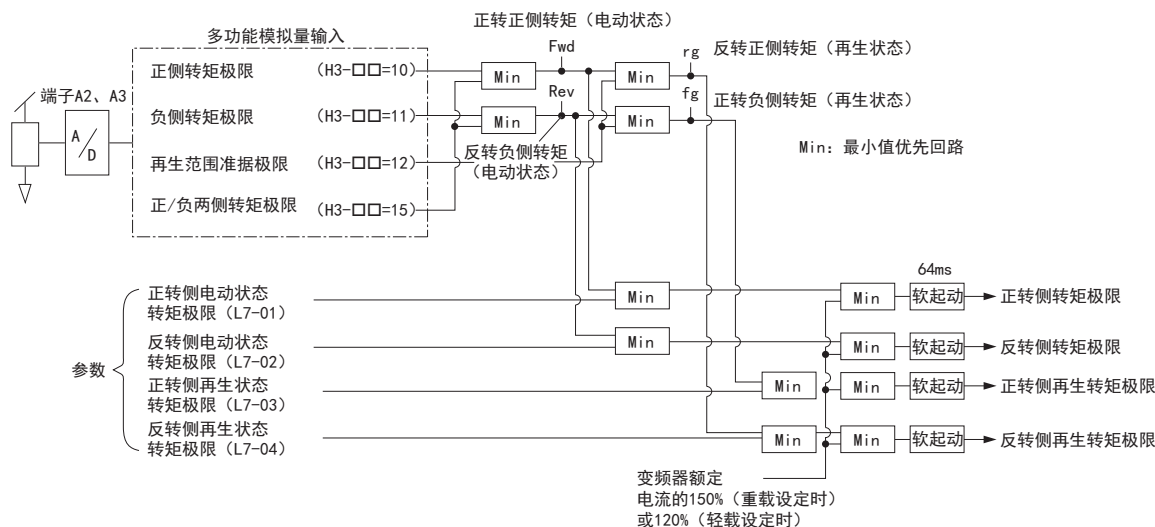 正转正侧转矩（电动状态）
多功能模拟量输入
Fwd
rg
反转正侧转矩（再生状态）
正侧转矩极限 （H3-□□=10）
Min
Min
端子A2、A3
Rev
fg
正转负侧转矩（再生状态）
A/D
负侧转矩极限 （H3-□□=11）
Min
Min
Min：最小值优先回路
再生范围准据极限 （H3-□□=12）
反转负侧转矩
（电动状态）
正/负两侧转矩极限 （H3-□□=15）
64ms
正转侧电动状态
转矩极限（L7-01）
Min
Min
软起动
正转侧转矩极限
反转侧电动状态
转矩极限（L7-02）
Min
Min
软起动
反转侧转矩极限
参数
正转侧再生状态
转矩极限（L7-03）
Min
Min
软起动
正转侧再生转矩极限
反转侧再生状态
转矩极限（L7-04）
Min
Min
软起动
反转侧再生转矩极限
变频器额定
电流的150%（重载设定时）
或120%（轻载设定时）